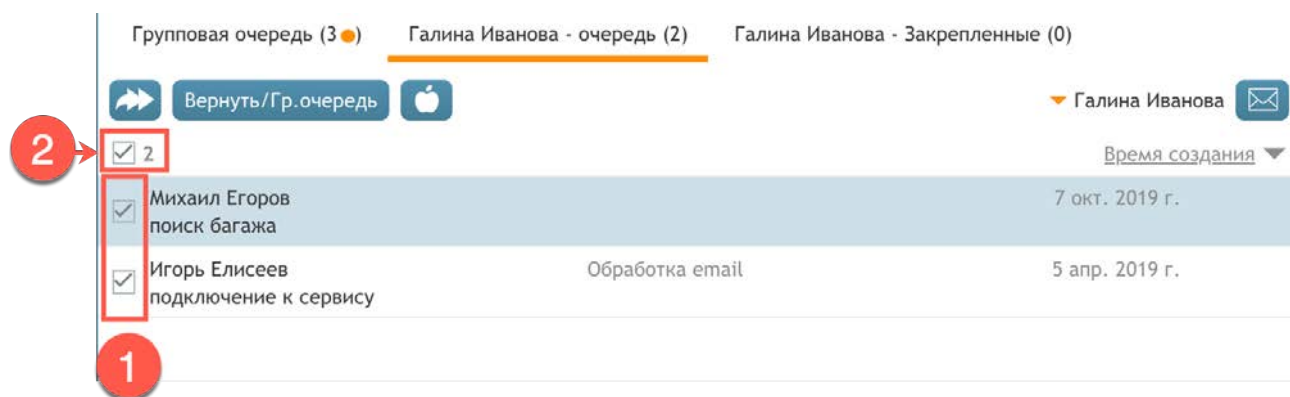 Групповая очередь (3) Галина Иванова - очередь (2) Галина Иванова - Закрепленные (0)
Вернуть/Гр.очередь Галина Иванова
2 2 Время создания
Михаил Егоров 7 окт. 2019 г.
поиск багажа
Игорь Елисеев Обработка email 5 апр. 2019 г.
подключение к сервису
1